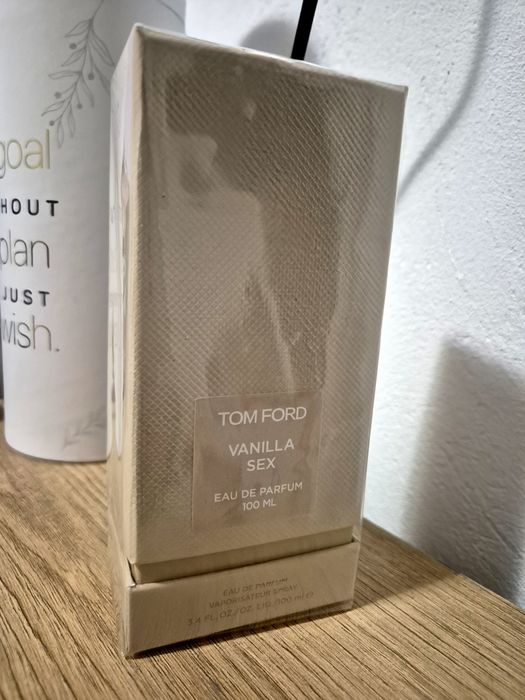 goal
HOUT
plan
JUST
wish.
TOM FORD
VANILLA
SEX
EAU DE PARFUM
100 ML
EAU DE PARFUM
VAPORISATEUR SPRAY
3.4 FL.OZ./OZ. LIQ./100 ml ℮